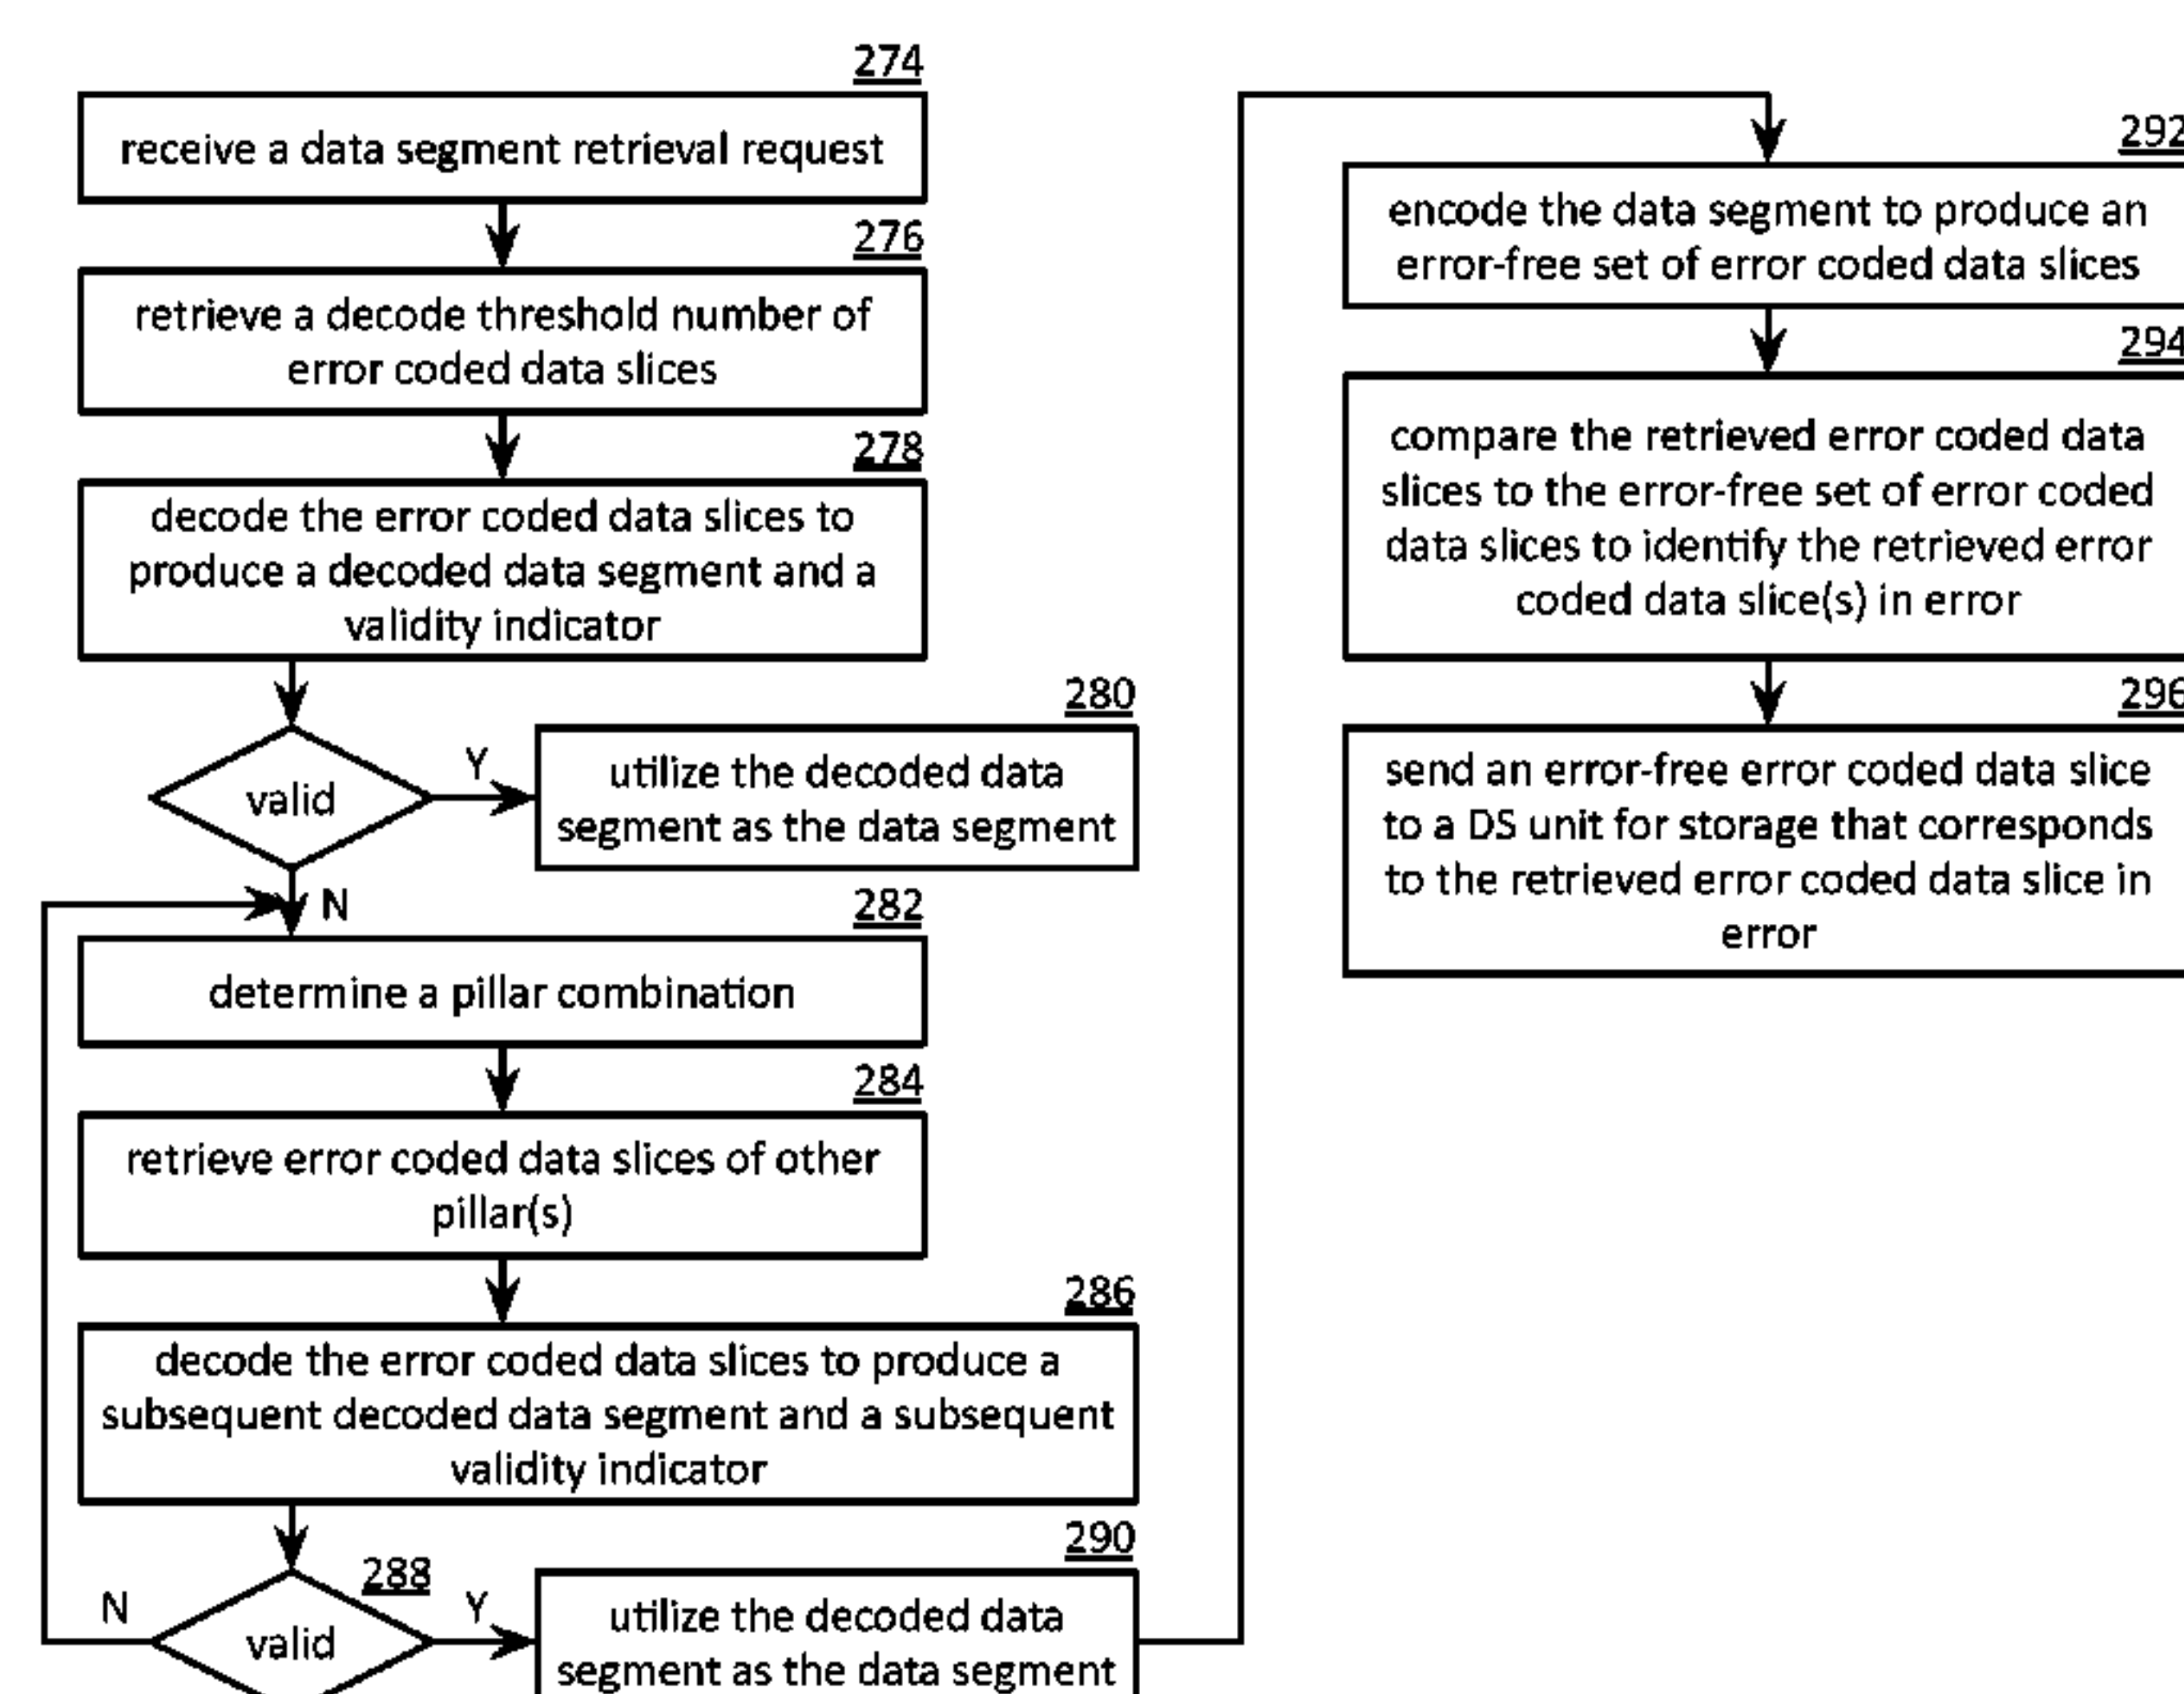 274
receive a data segment retrieval request
276
retrieve a decode threshold number of
error coded data slices
278
decode the error coded data slices to
produce a decoded data segment and a
validity indicator
280
valid
Y
utilize the decoded data
segment as the data segment
N
282
determine a pillar combination
284
retrieve error coded data slices of other
pillar(s)
286
decode the error coded data slices to produce a
subsequent decoded data segment and a subsequent
validity indicator
288
290
N
valid
Y
utilize the decoded data
segment as the data segment
292
encode the data segment to produce an
error-free set of error coded data slices
294
compare the retrieved error coded data
slices to the error-free set of error coded
data slices to identify the retrieved error
coded data slice(s) in error
296
send an error-free error coded data slice
to a DS unit for storage that corresponds
to the retrieved error coded data slice in
error